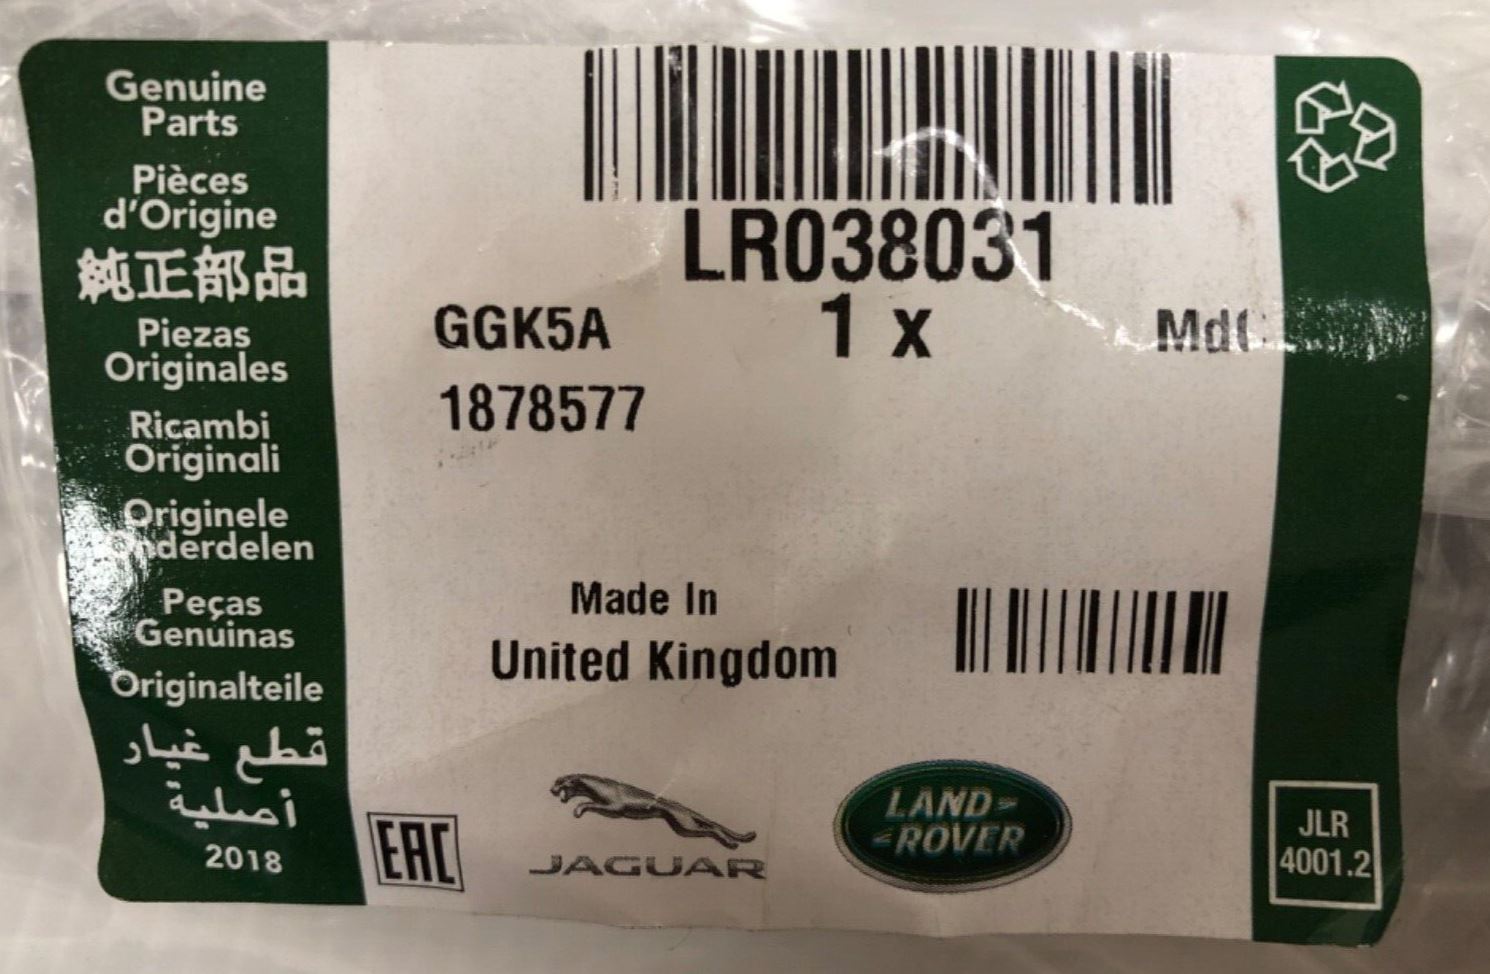 Genuine
Parts
Pièces
d'Origine
純正部品
Piezas
Originales
Ricambi
Originali
Originele
Onderdelen
Peças
Genuinas
Originalteile
قطع غيار
أصلية
2018
LR038031
GGK5A 1 x
1878577
Made In
United Kingdom
EAC
JAGUAR
LAND-
-ROVER
JLR
4001.2